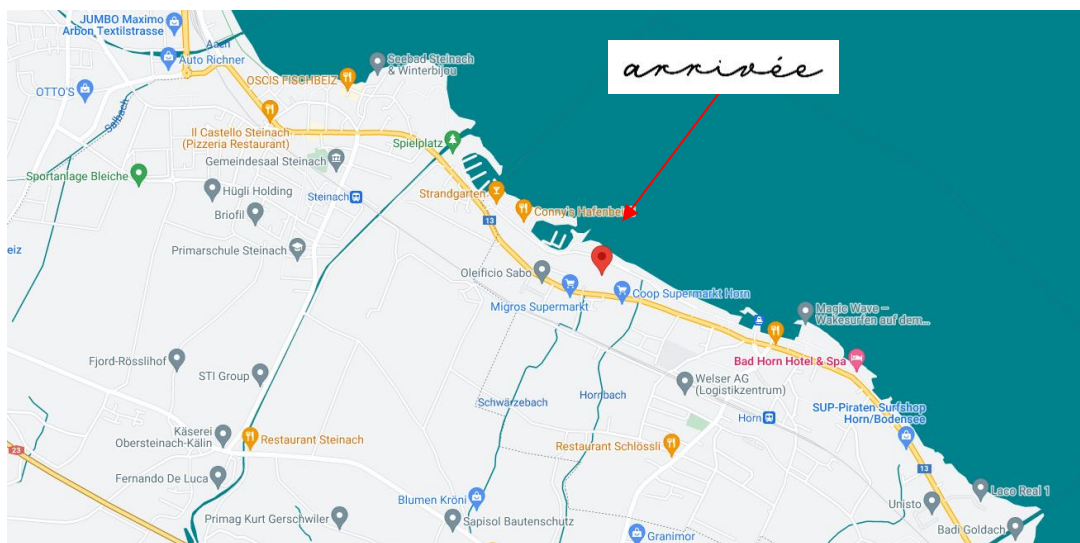 JUMBO Maximo
Arbon Textilstrasse
Aach
Auto Richner
Seebad Steinach
& Winterbijou
arrivée
OTTO'S
OSCIS FISCHBEIZ
Salbach
Il Castello Steinach
(Pizzeria Restaurant)
Spielplatz
Gemeindesaal Steinach
Sportanlage Bleiche
Hügli Holding
Steinach
Strandgarten
Conny's Hafenbeiz
Briofil
13
eiz
Primarschule Steinach
Oleificio Sabo
Migros Supermarkt
Coop Supermarkt Horn
Magic Wave –
Wakesurfen auf dem...
Fjord-Rösslihof
STI Group
Bad Horn Hotel & Spa
Welser AG
(Logistikzentrum)
Schwärzebach
Hornbach
SUP-Piraten Surfshop
Horn/Bodensee
Horn
Käserei
Obersteinach-Kälin
Restaurant Steinach
Restaurant Schlössli
23
13
Fernando De Luca
Laco Real 1
Blumen Kröni
Unisto
Primag Kurt Gerschwiler
Sapisol Bautenschutz
Badi Goldach
Granimor